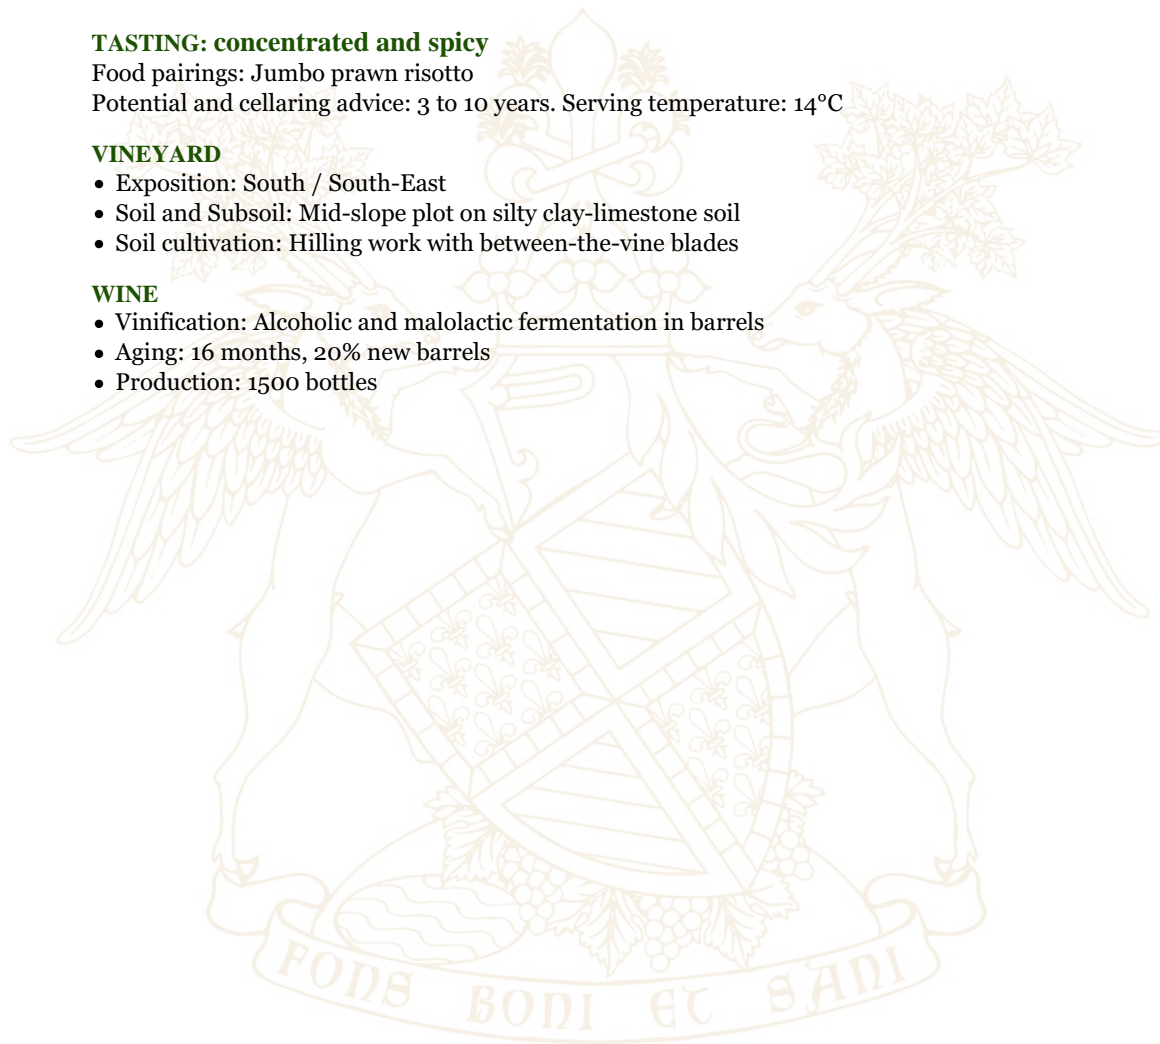 TASTING: concentrated and spicy
Food pairings: Jumbo prawn risotto
Potential and cellaring advice: 3 to 10 years. Serving temperature: 14°C
VINEYARD
• Exposition: South / South-East
• Soil and Subsoil: Mid-slope plot on silty clay-limestone soil
• Soil cultivation: Hilling work with between-the-vine blades
WINE
• Vinification: Alcoholic and malolactic fermentation in barrels
• Aging: 16 months, 20% new barrels
• Production: 1500 bottles
FONS BONI ET SANI